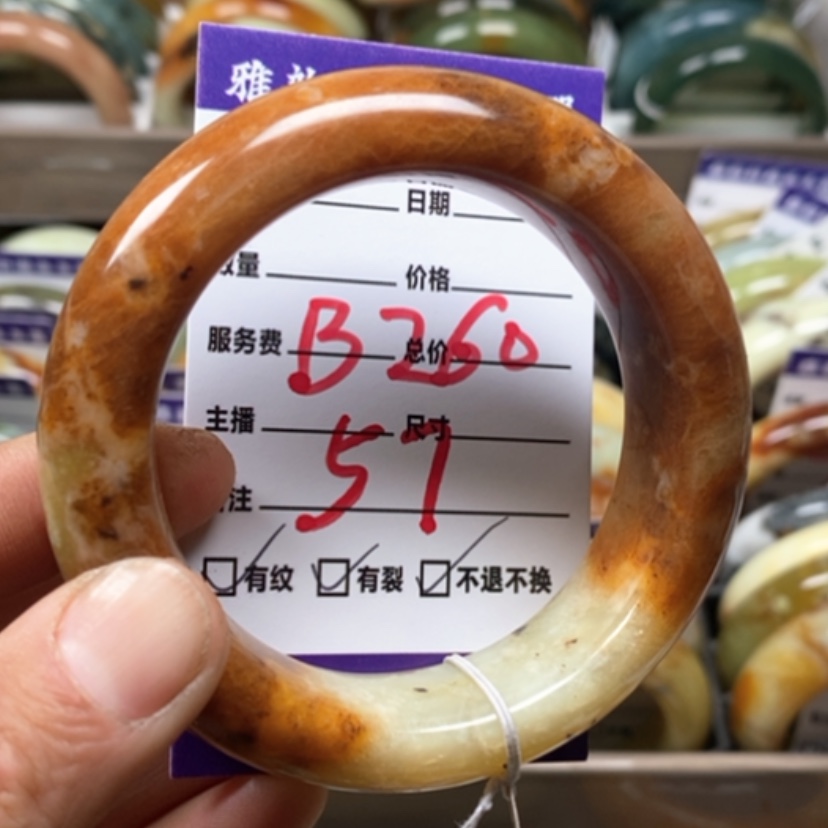 雅
日期
量 价格
服务费 B260 总价
主播 57 尺寸
注
有纹 有裂 不退不换